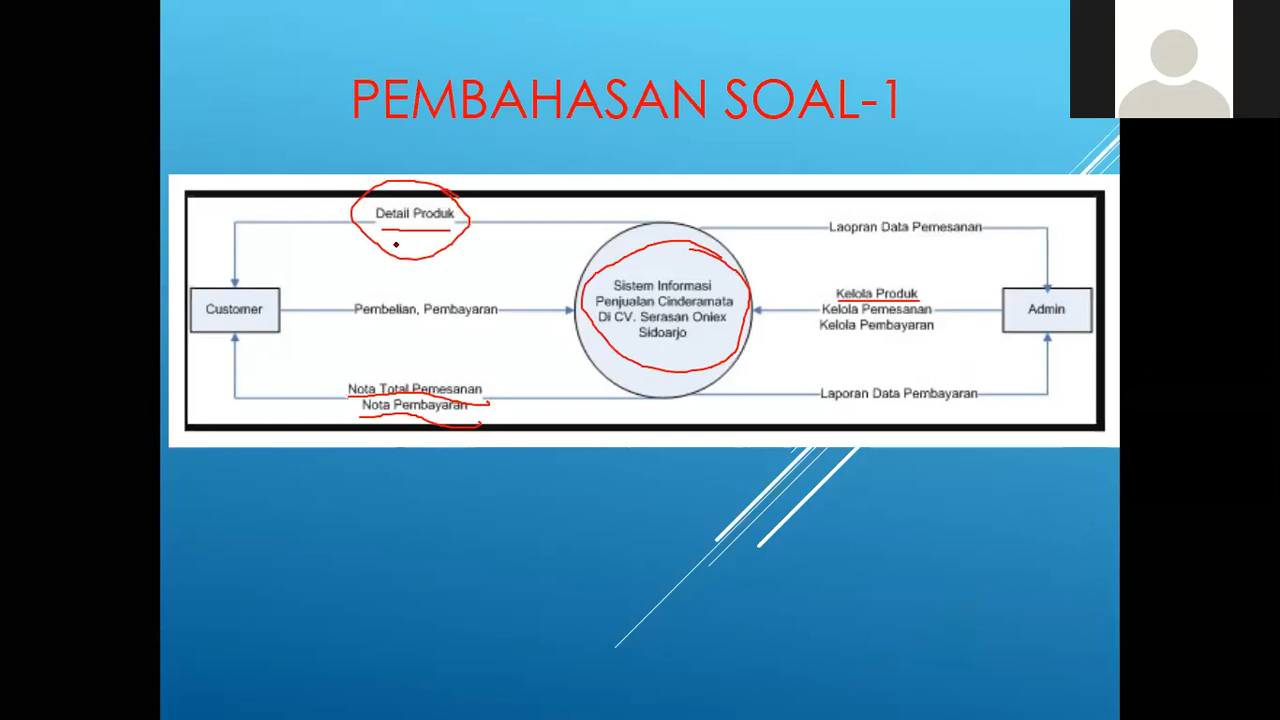 PEMBAHASAN SOAL-1
Detail Produk
Laopran Data Pemesanan
Customer
Pembelian, Pembayaran
Sistem Informasi
Penjualan Cinderamata
Di CV. Serasan Oniex
Sidoarjo
Kelola Produk
Kelola Pemesanan
Kelola Pembayaran
Admin
Nota Total Pemesanan
Nota Pembayaran
Laporan Data Pembayaran